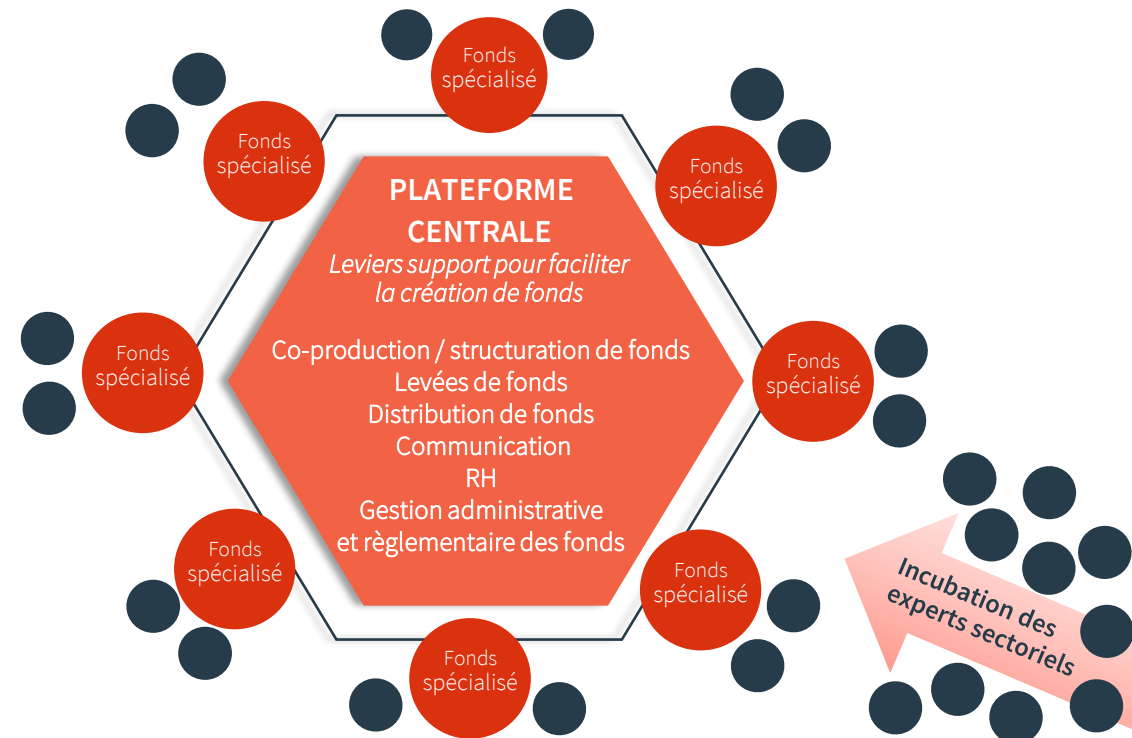 Fonds
spécialisé
Fonds
spécialisé
Fonds
spécialisé
PLATEFORME
CENTRALE
Leviers support pour faciliter
la création de fonds
Co-production / structuration de fonds
Levées de fonds
Distribution de fonds
Communication
RH
Gestion administrative
et règlementaire des fonds
Fonds
spécialisé
Fonds
spécialisé
Fonds
spécialisé
Fonds
spécialisé
Fonds
spécialisé
Incubation des
experts sectoriels